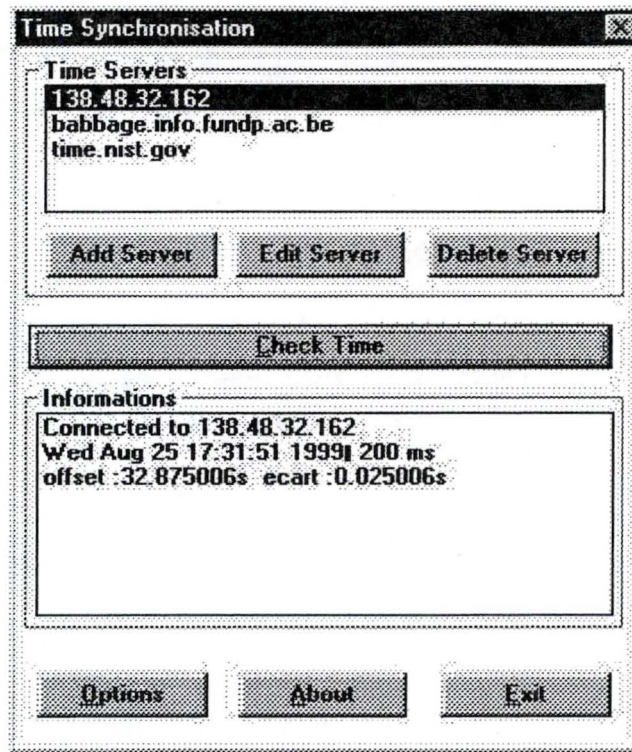 Time Synchronisation
Time Servers
138.48.32.162
babbage.info.fundp.ac.be
time.nist.gov
Add Server Edit Server Delete Server
Check Time
Informations
Connected to 138.48.32.162
Wed Aug 25 17:31:51 1999| 200 ms
offset :32.875006s ecart :0.025006s
Options About Exit